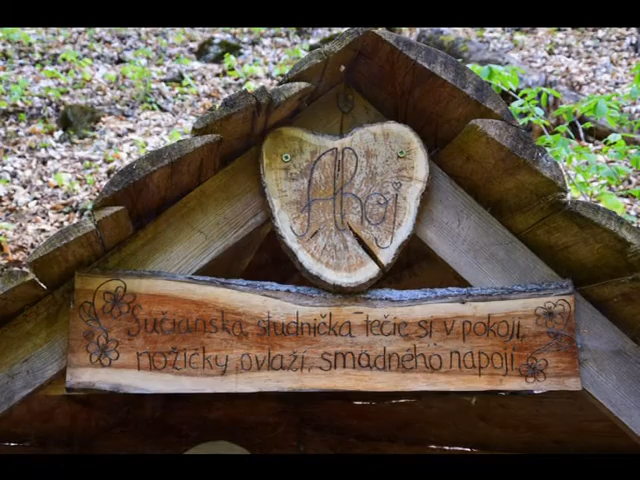 Ahoj
Šučianska studnička tečie si v pokoji,
nožičky ovlaží, smädného napojí.